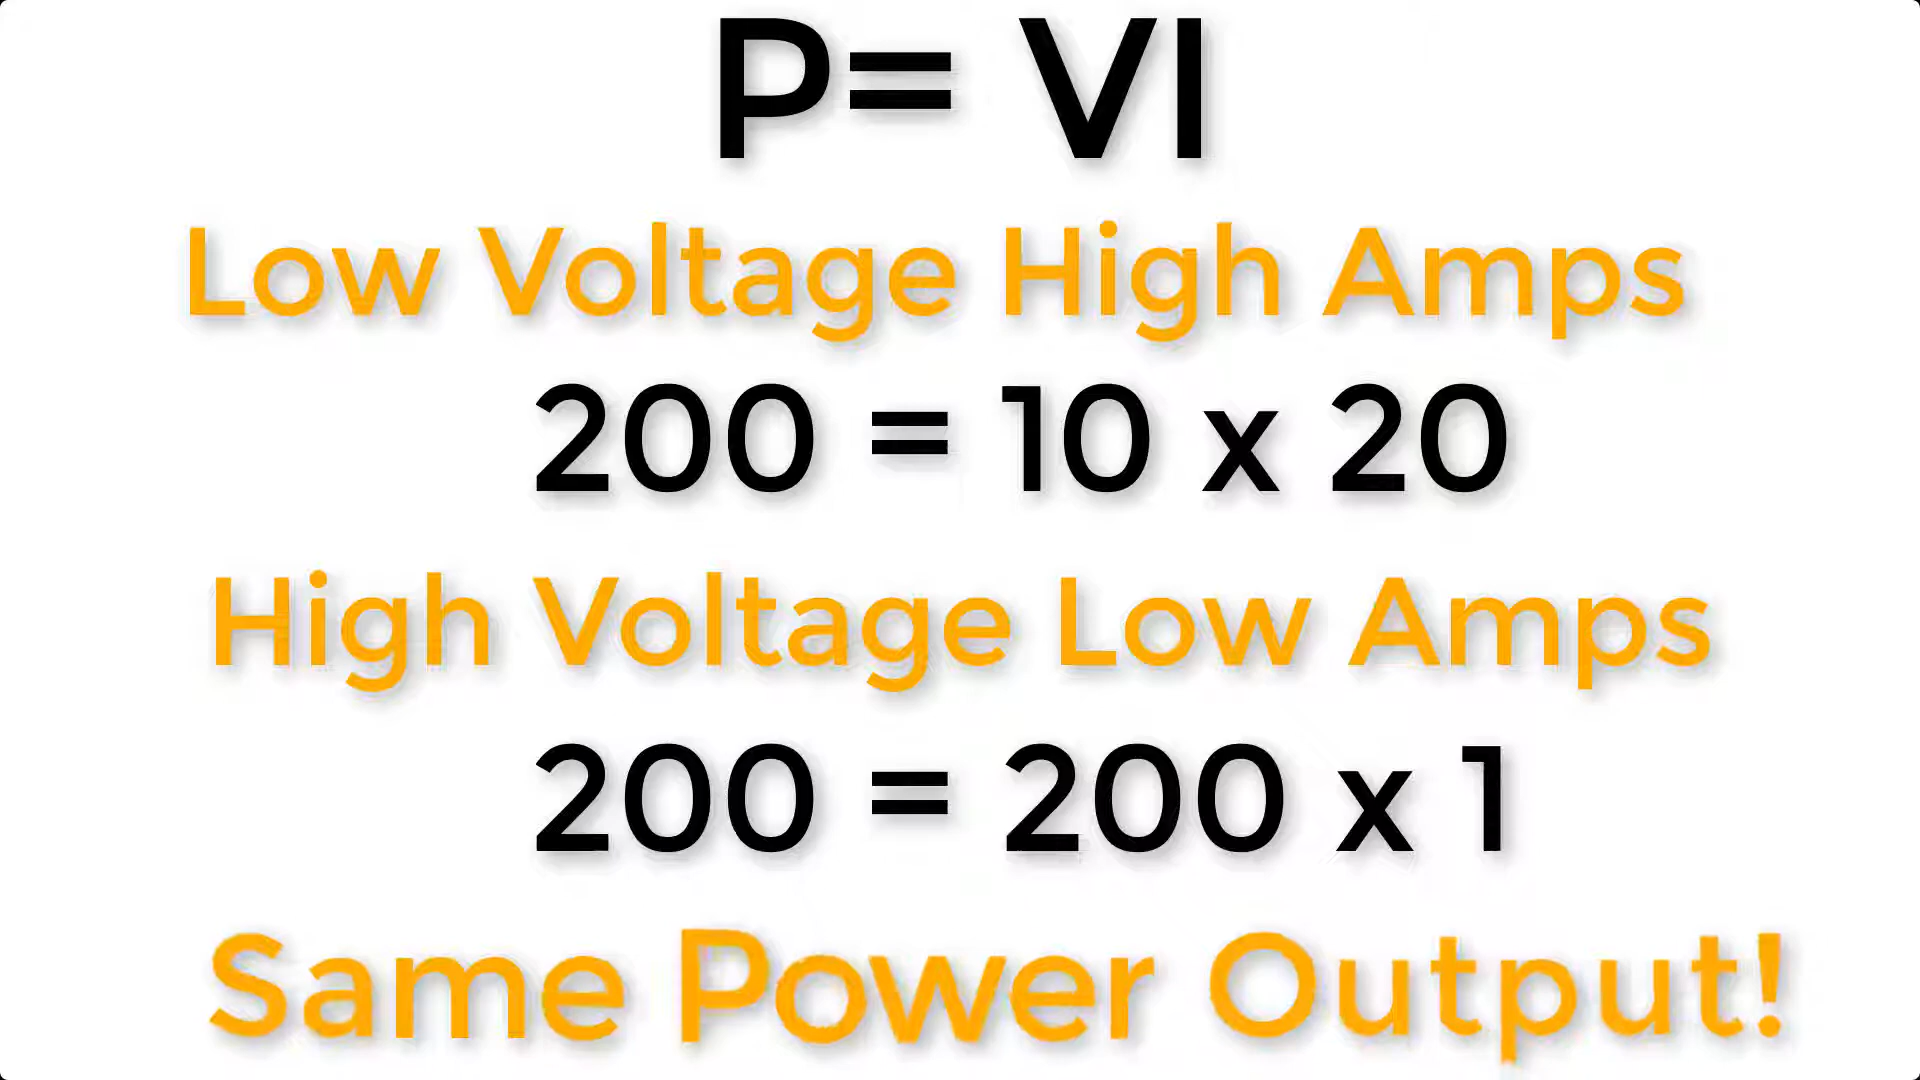 P= VI
Low Voltage High Amps
200 = 10 x 20
High Voltage Low Amps
200 = 200 x 1
Same Power Output!